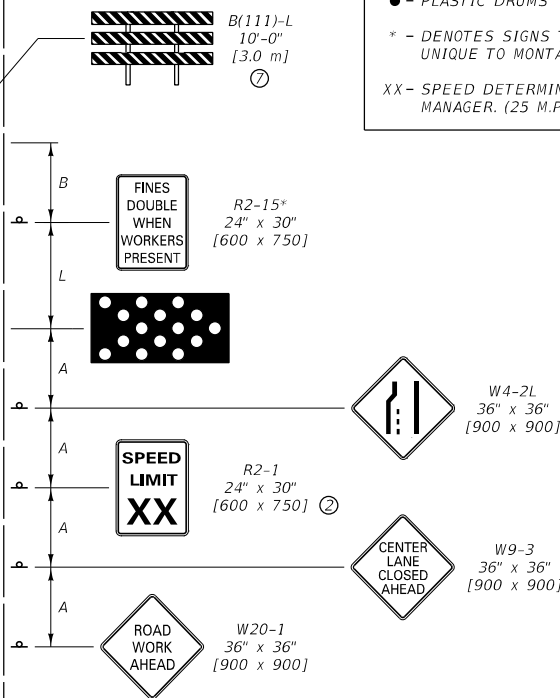 B(111)-L
10'-0"
[3.0 m]
7
● - PLASTIC DRUMS
* - DENOTES SIGNS
UNIQUE TO
XX - SPEED
MANAGER. (25
B
FINES
DOUBLE
WHEN
WORKERS
PRESENT
R2-15*
24" x 30"
[600 x 750]
L
A
W4-2L
36" x 36"
[900 x 900]
A
SPEED
LIMIT
XX
R2-1
24" x 30"
[600 x 750] 2
A
CENTER
LANE
CLOSED
AHEAD
W9-3
36" x 36"
[900 x 900]
A
ROAD
WORK
AHEAD
W20-1
36" x 36"
[900 x 900]